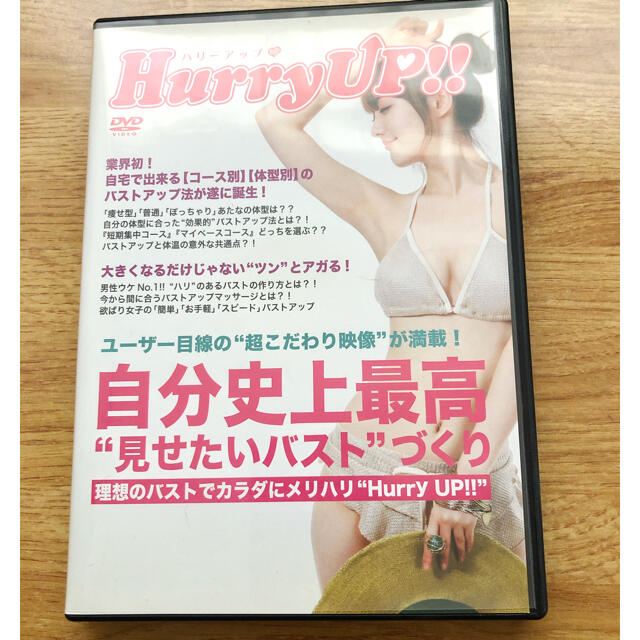 ハリーアップ
HurryUP!!
DVD
VIDEO
業界初！
自宅で出来る【コース別】【体型別】の
バストアップ法が遂に誕生！
「痩せ型」「普通」「ぽっちゃり」あたなの体型は？？
自分の体型に合った“効果的”バストアップ法とは？！
『短期集中コース』『マイペースコース』どっちを選ぶ？？
バストアップと体温の意外な共通点？！
大きくなるだけじゃない“ツン”とアガる！
男性ウケ No.1!! “ハリ”のあるバストの作り方とは？！
今から間に合うバストアップマッサージとは？！
欲ばり女子の「簡単」「お手軽」「スピード」バストアップ
ユーザー目線の“超こだわり映像”が満載！
自分史上最高
“見せたいバスト”づくり
理想のバストでカラダにメリハリ“Hurry UP!!”